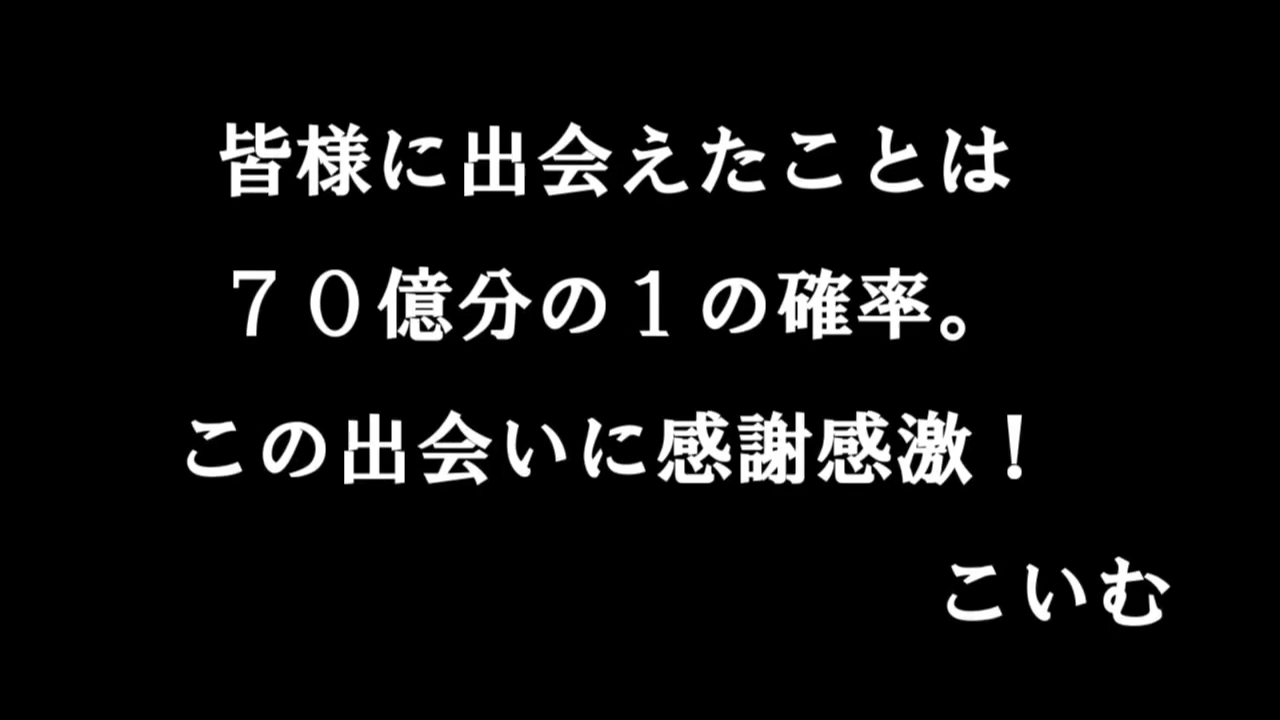 皆様に出会えたことは
７０億分の１の確率。
この出会いに感謝感激！
こいむ